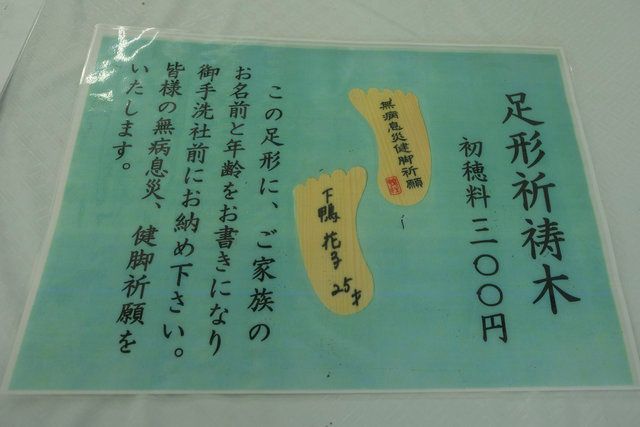 足形祈祷木
初穂料三〇〇円
無病息災健脚祈願
下鴨花子
25才
この足形に、ご家族の
お名前と年齢をお書きになり
御手洗社前にお納め下さい。
皆様の無病息災、健脚祈願を
いたします。